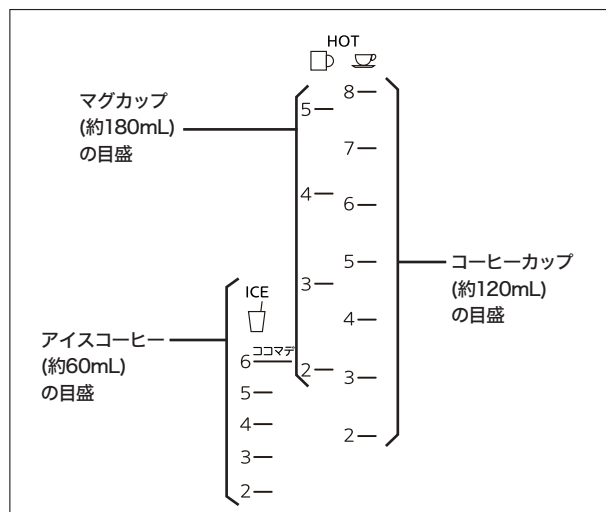 HOT
マグカップ
(約180mL)
の目盛
5
4
3
2
8
7
6
5
4
3
2
コーヒーカップ
(約120mL)
の目盛
アイスコーヒー
(約60mL)
の目盛
ICE
6 ココマデ
5
4
3
2